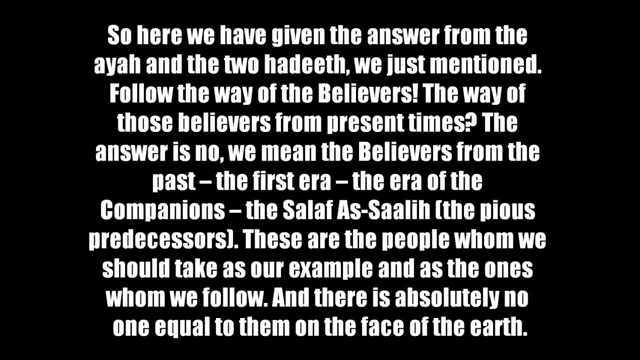 So here we have given the answer from the
ayah and the two hadeeth, we just mentioned.
Follow the way of the Believers! The way of
those believers from present times? The
answer is no, we mean the Believers from the
past – the first era – the era of the
Companions – the Salaf As-Saalih (the pious
predecessors). These are the people whom we
should take as our example and as the ones
whom we follow. And there is absolutely no
one equal to them on the face of the earth.